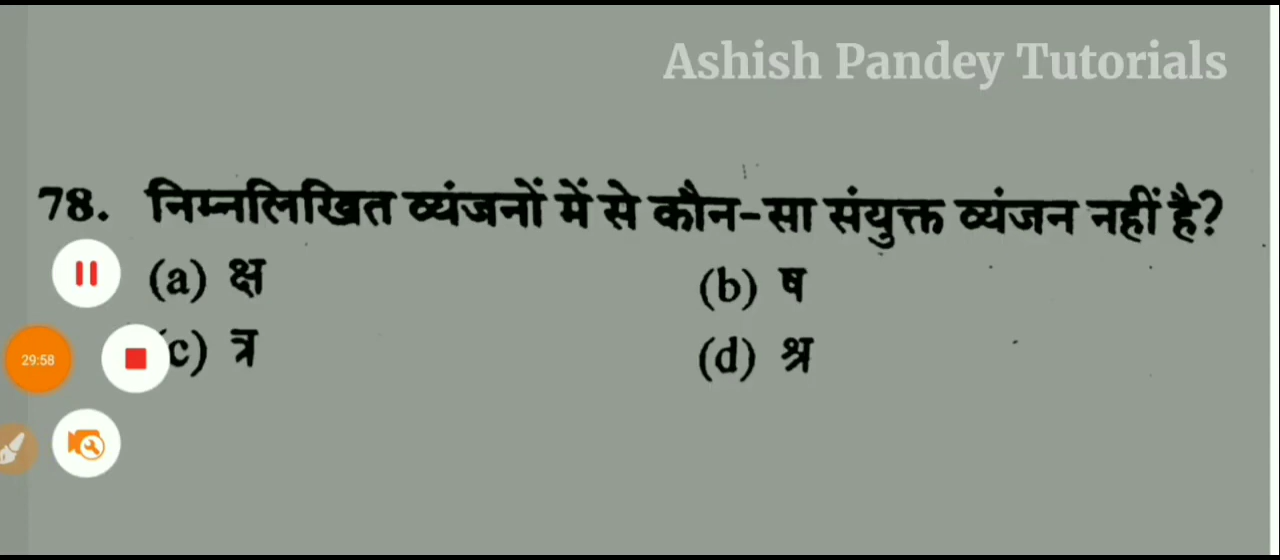 Ashish Pandey Tutorials
78. निम्नलिखित व्यंजनों में से कौन-सा संयुक्त व्यंजन नहीं है?
(a) क्ष (b) ष
c) त्र (d) श्र
29:58